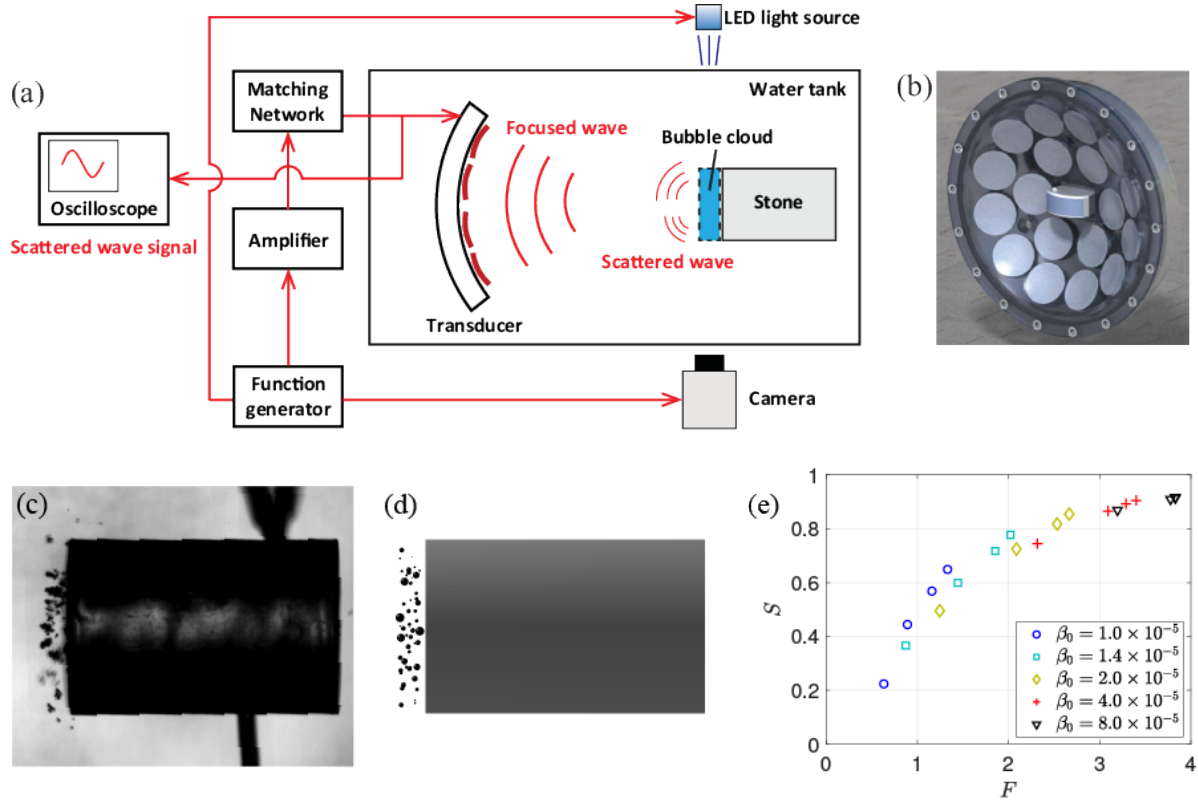 LED light source
(a)
Matching
Network
Water tank
(b)
Focused wave
Bubble cloud
Oscilloscope
Stone
Scattered wave signal
Amplifier
Scattered wave
Transducer
Function
generator
Camera
(c)
(d)
(e)
1
0.8
0.6
0.4
0.2
0
S
β₀ = 1.0 × 10⁻⁵
β₀ = 1.4 × 10⁻⁵
β₀ = 2.0 × 10⁻⁵
β₀ = 4.0 × 10⁻⁵
β₀ = 8.0 × 10⁻⁵
0 1 2 3 4
F